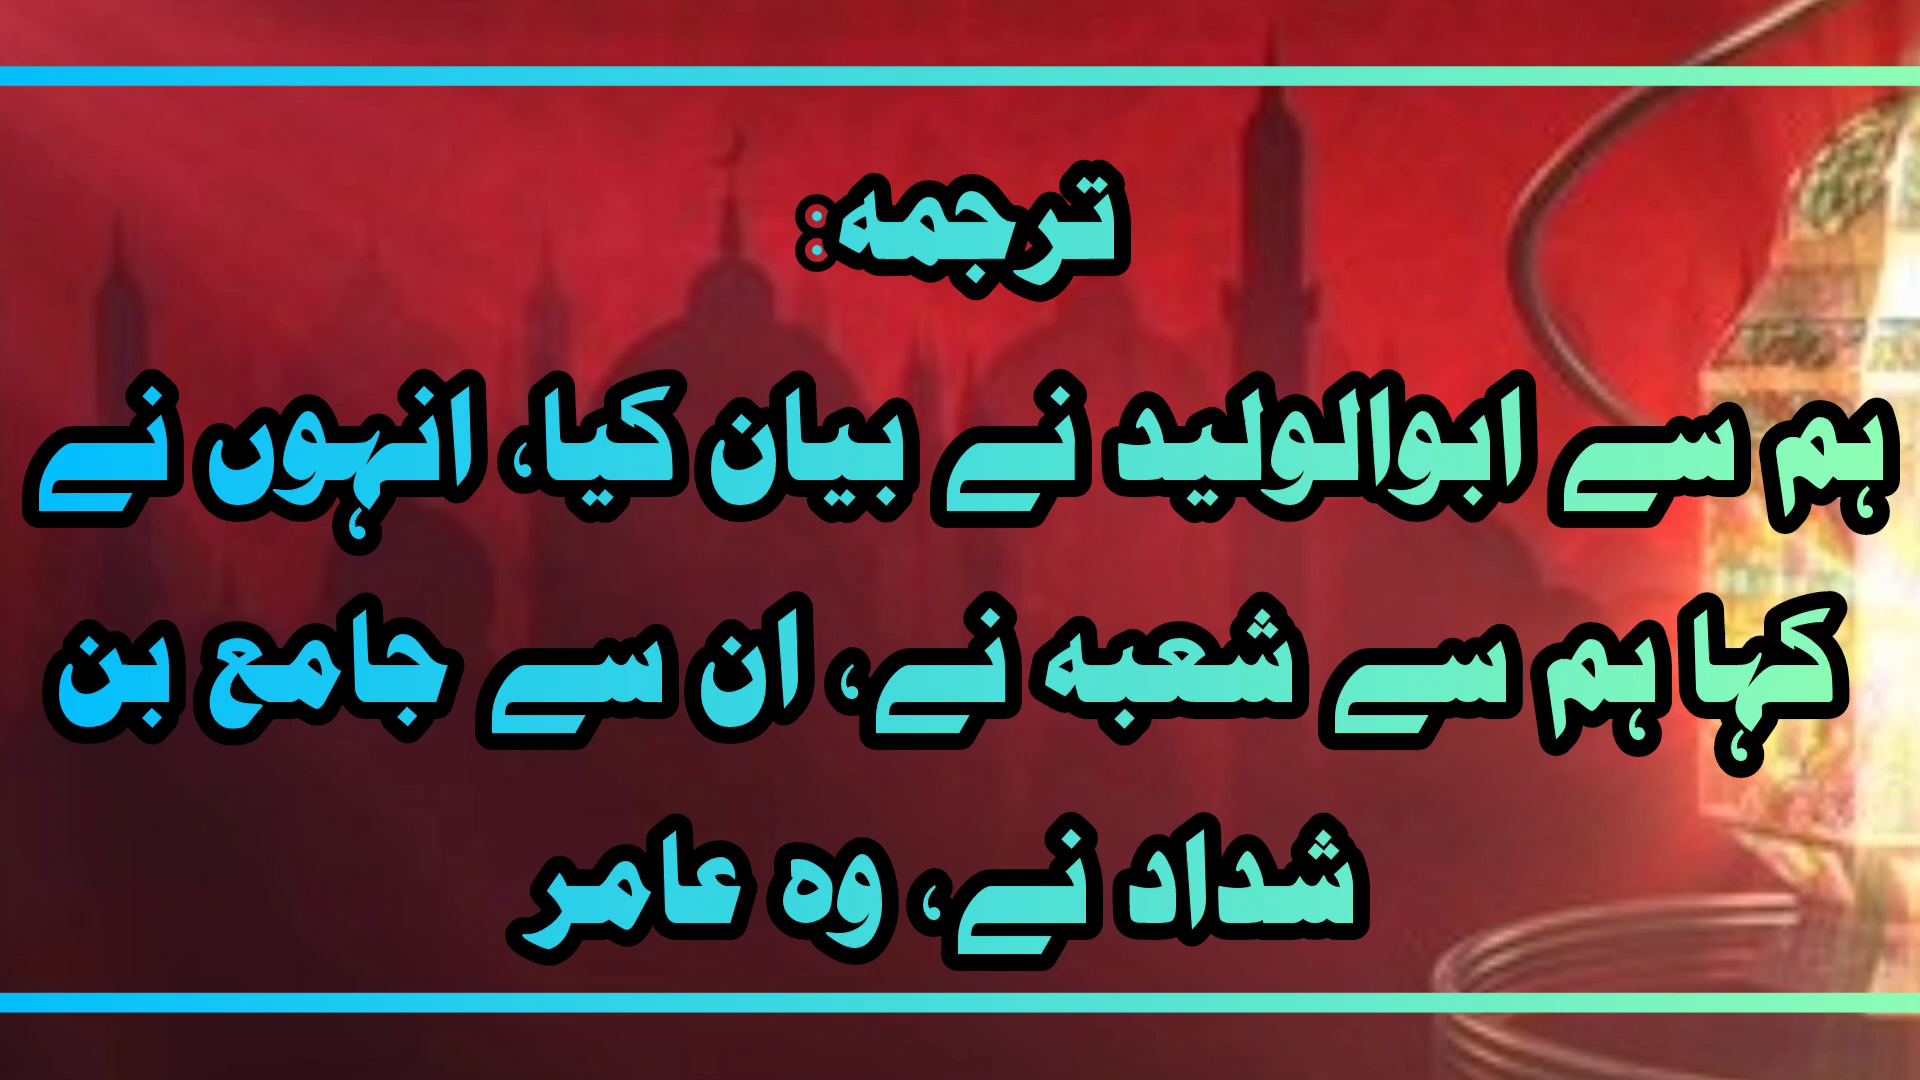 ترجمہ:
ہم سے ابوالولید نے بیان کیا، انہوں نے
کہا ہم سے شعبہ نے، ان سے جامع بن
شداد نے، وہ عامر